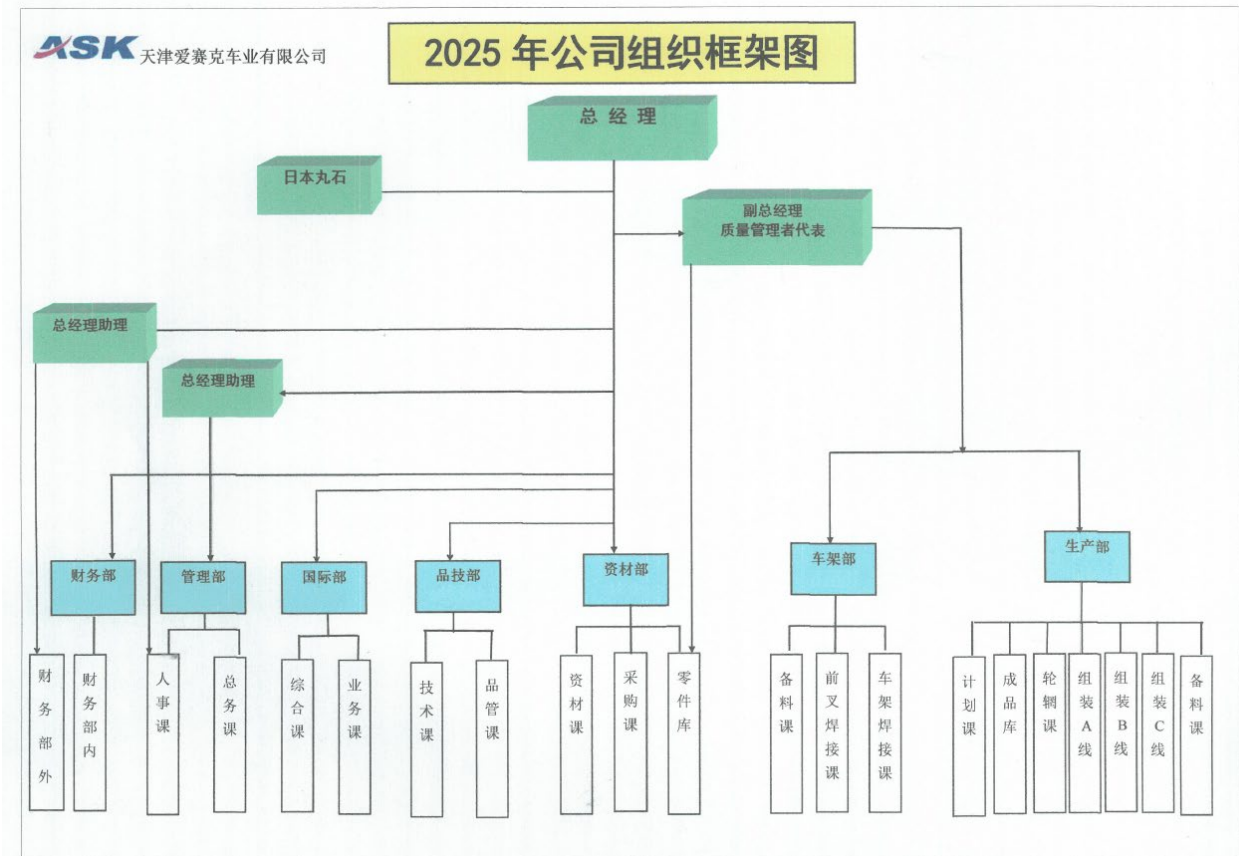 ASK 天津爱赛克车业有限公司
2025 年公司组织框架图
总 经 理
日本丸石
副总经理
质量管理者代表
总经理助理
总经理助理
财务部
管理部
国际部
品技部
资材部
车架部
生产部
财务部外
财务部内
人事课
总务课
综合课
业务课
技术课
品管课
资材课
采购课
零件库
备料课
前叉焊接课
车架焊接课
计划课
成品库
轮辋课
组装A线
组装B线
组装C线
备料课